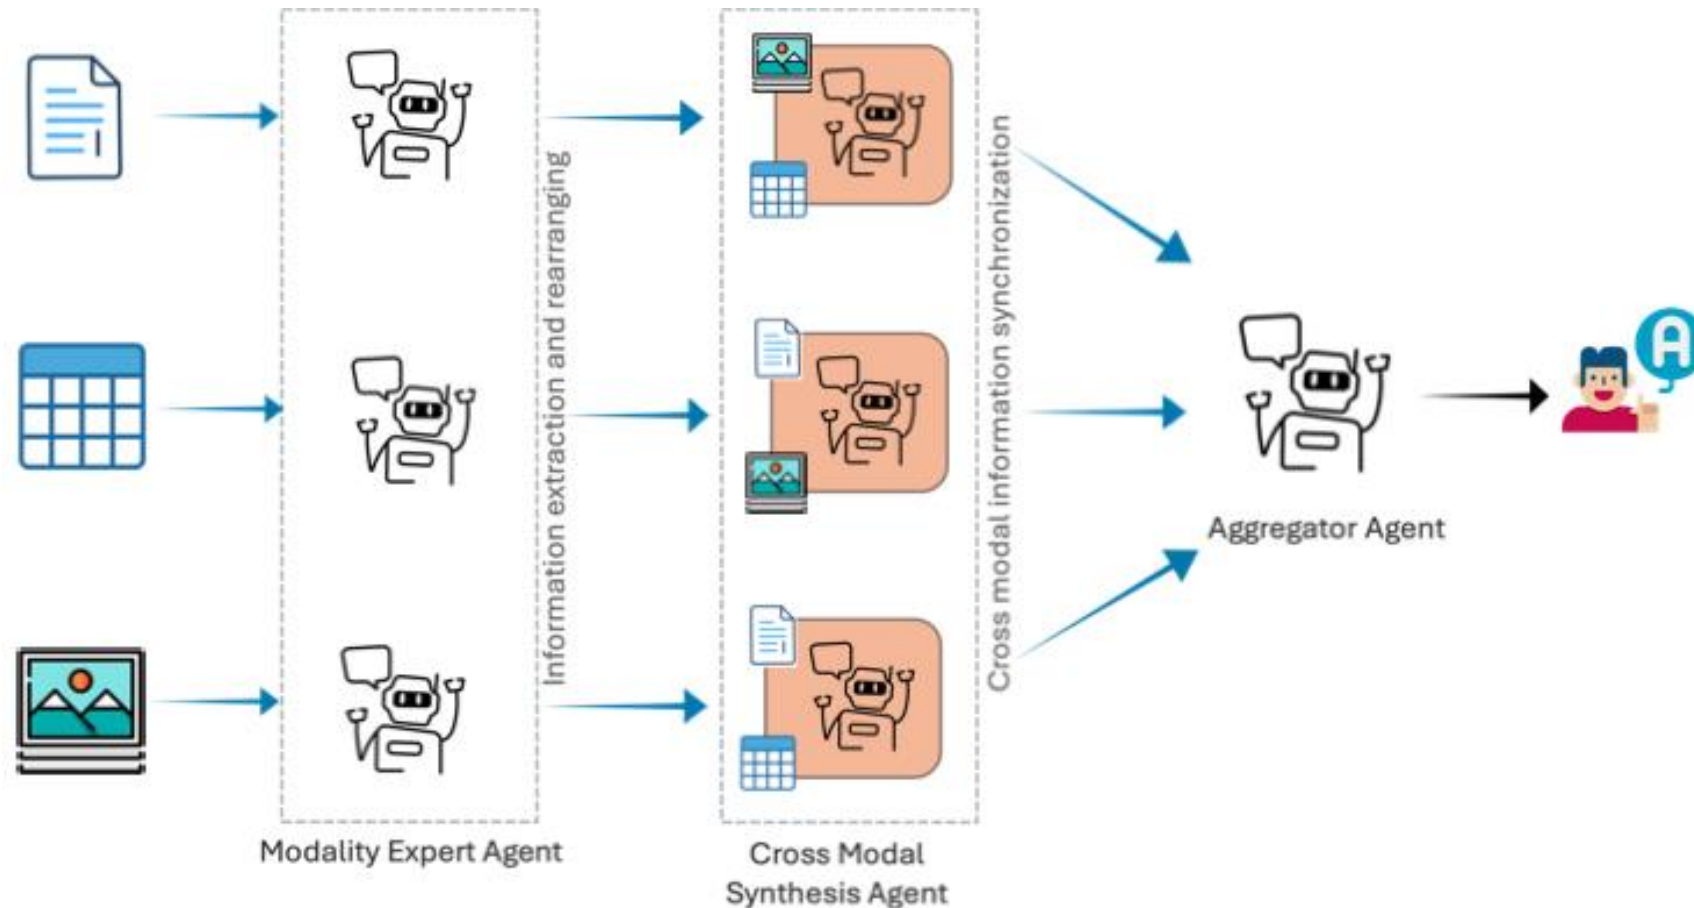 Information extraction and rearranging
Cross modal information synchronization
A
Aggregator Agent
Modality Expert Agent
Cross Modal
Synthesis Agent